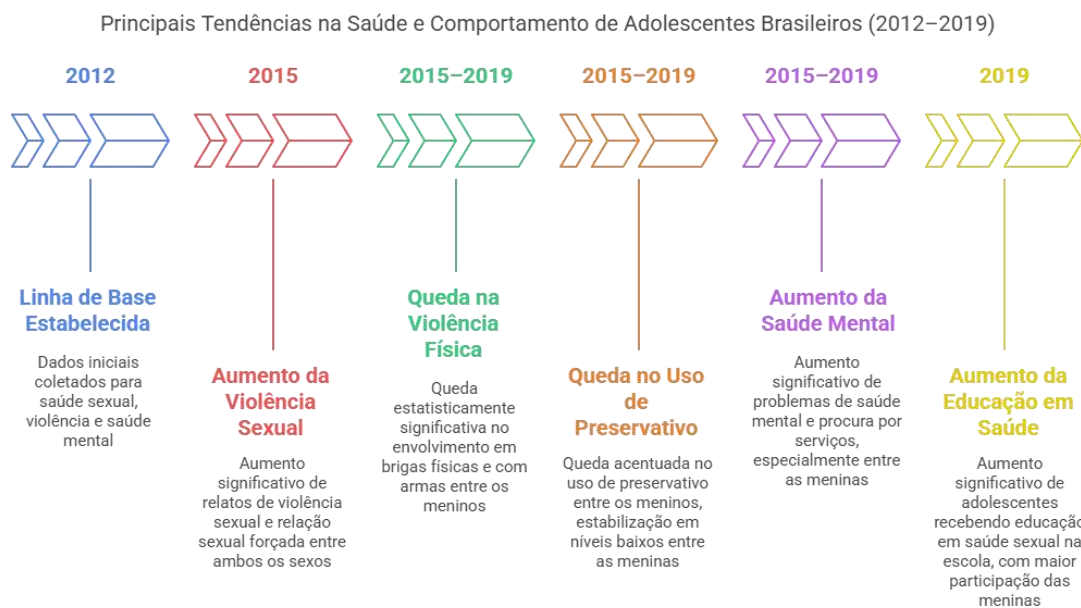 Principais Tendências na Saúde e Comportamento de Adolescentes Brasileiros (2012–2019)
2012
Linha de Base
Estabelecida
Dados iniciais
coletados para
saúde sexual,
violência e saúde
mental
2015
Aumento da
Violência
Sexual
Aumento
significativo de
relatos de violência
sexual e relação
sexual forçada entre
ambos os sexos
2015–2019
Queda na
Violência
Física
Queda
estatisticamente
significativa no
envolvimento em
brigas físicas e com
armas entre os
meninos
2015–2019
Queda no Uso
de
Preservativo
Queda acentuada no
uso de preservativo
entre os meninos,
estabilização em
níveis baixos entre
as meninas
2015–2019
Aumento da
Saúde Mental
Aumento
significativo de
problemas de saúde
mental e procura por
serviços,
especialmente entre
as meninas
2019
Aumento da
Educação em
Saúde
Aumento
significativo de
adolescentes
recebendo educação
em saúde sexual na
escola, com maior
participação das
meninas